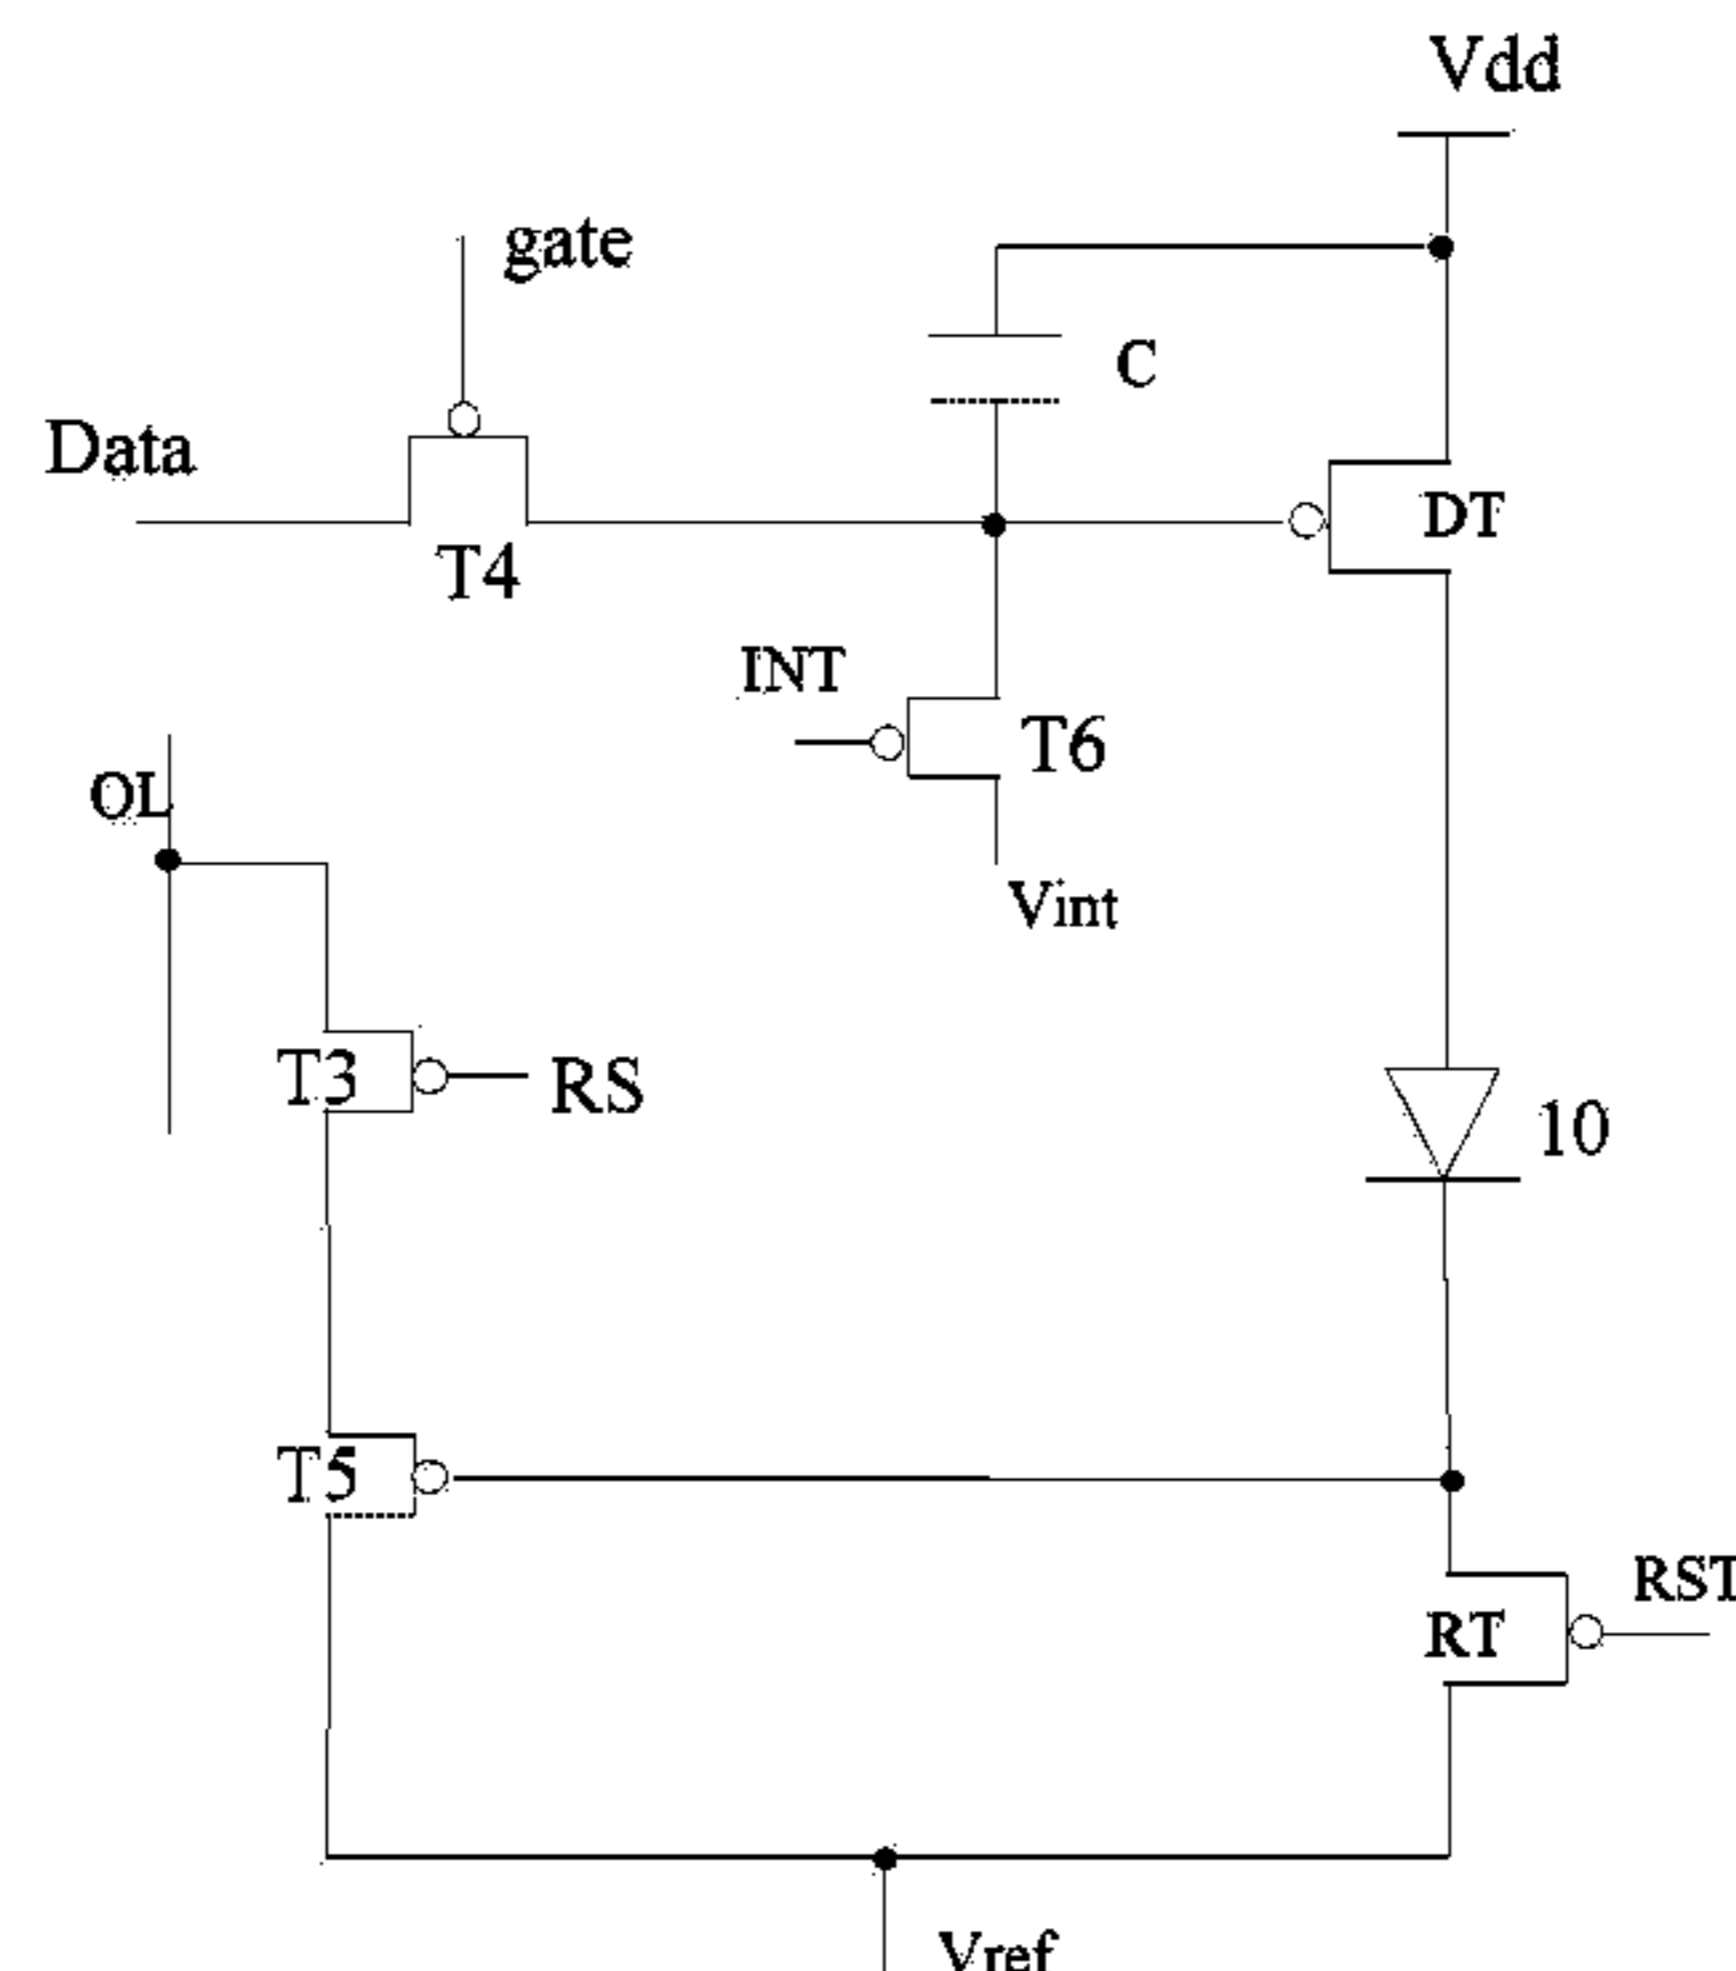 Vdd
gate
C
Data
DT
T4
INT
T6
OL
Vint
T3
RS
10
T5
RST
RT
Vref